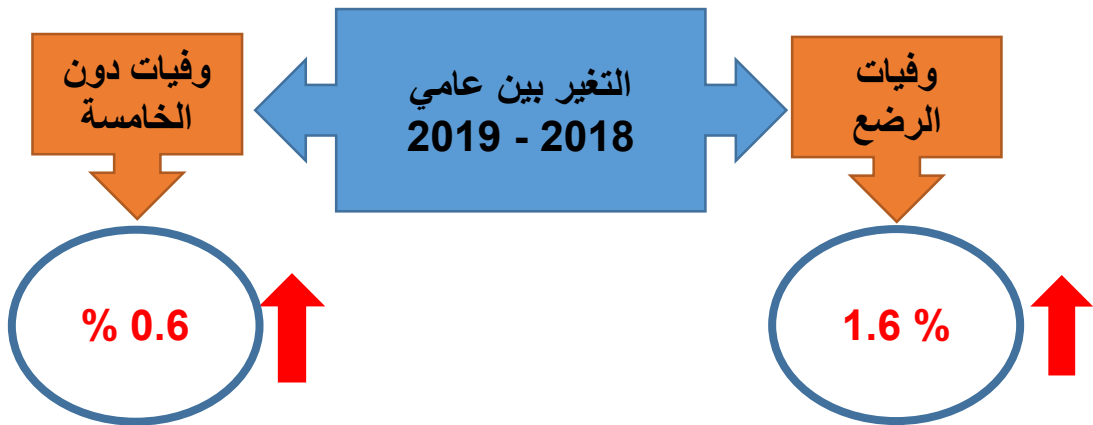 التغير بين عامي
2018 - 2019
وفيات
الرضع
1.6 %
وفيات دون
الخامسة
0.6 %